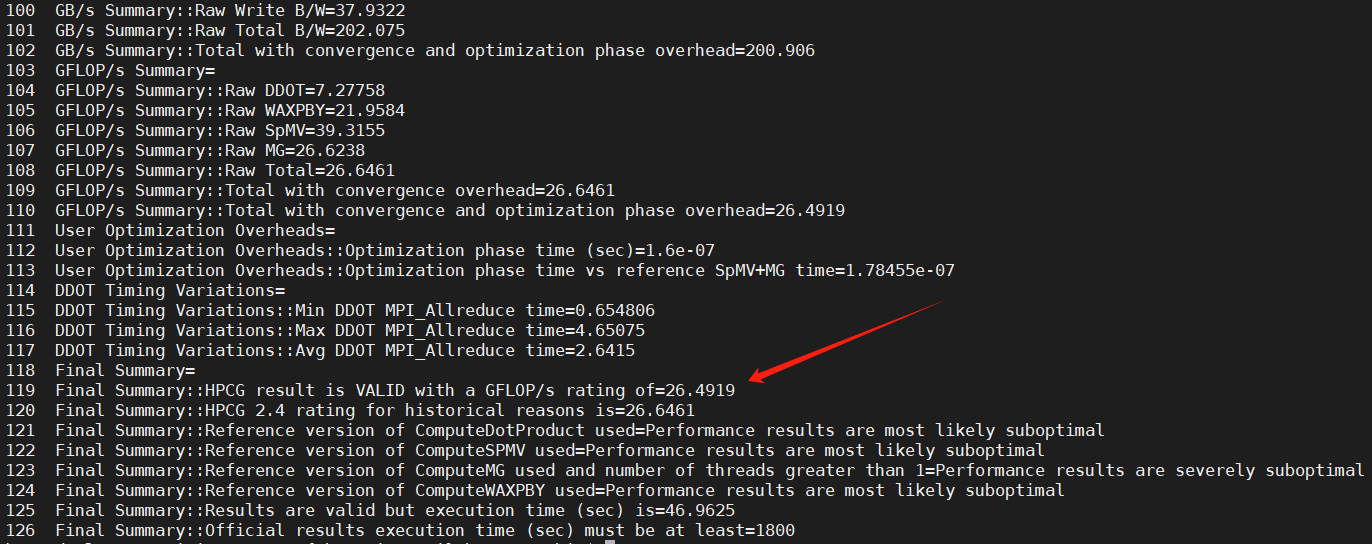 100 GB/s Summary::Raw Write B/W=37.9322
101 GB/s Summary::Raw Total B/W=202.075
102 GB/s Summary::Total with convergence and optimization phase overhead=200.906
103 GFLOP/s Summary=
104 GFLOP/s Summary::Raw DDOT=7.27758
105 GFLOP/s Summary::Raw WAXPBY=21.9584
106 GFLOP/s Summary::Raw SpMV=39.3155
107 GFLOP/s Summary::Raw MG=26.6238
108 GFLOP/s Summary::Raw Total=26.6461
109 GFLOP/s Summary::Total with convergence overhead=26.6461
110 GFLOP/s Summary::Total with convergence and optimization phase overhead=26.4919
111 User Optimization Overheads=
112 User Optimization Overheads::Optimization phase time (sec)=1.6e-07
113 User Optimization Overheads::Optimization phase time vs reference SpMV+MG time=1.78455e-07
114 DDOT Timing Variations=
115 DDOT Timing Variations::Min DDOT MPI_Allreduce time=0.654806
116 DDOT Timing Variations::Max DDOT MPI_Allreduce time=4.65075
117 DDOT Timing Variations::Avg DDOT MPI_Allreduce time=2.6415
118 Final Summary=
119 Final Summary::HPCG result is VALID with a GFLOP/s rating of=26.4919
120 Final Summary::HPCG 2.4 rating for historical reasons is=26.6461
121 Final Summary::Reference version of ComputeDotProduct used=Performance results are most likely suboptimal
122 Final Summary::Reference version of ComputeSPMV used=Performance results are most likely suboptimal
123 Final Summary::Reference version of ComputeMG used and number of threads greater than 1=Performance results are severely suboptimal
124 Final Summary::Reference version of ComputeWAXPBY used=Performance results are most likely suboptimal
125 Final Summary::Results are valid but execution time (sec) is=46.9625
126 Final Summary::Official results execution time (sec) must be at least=1800